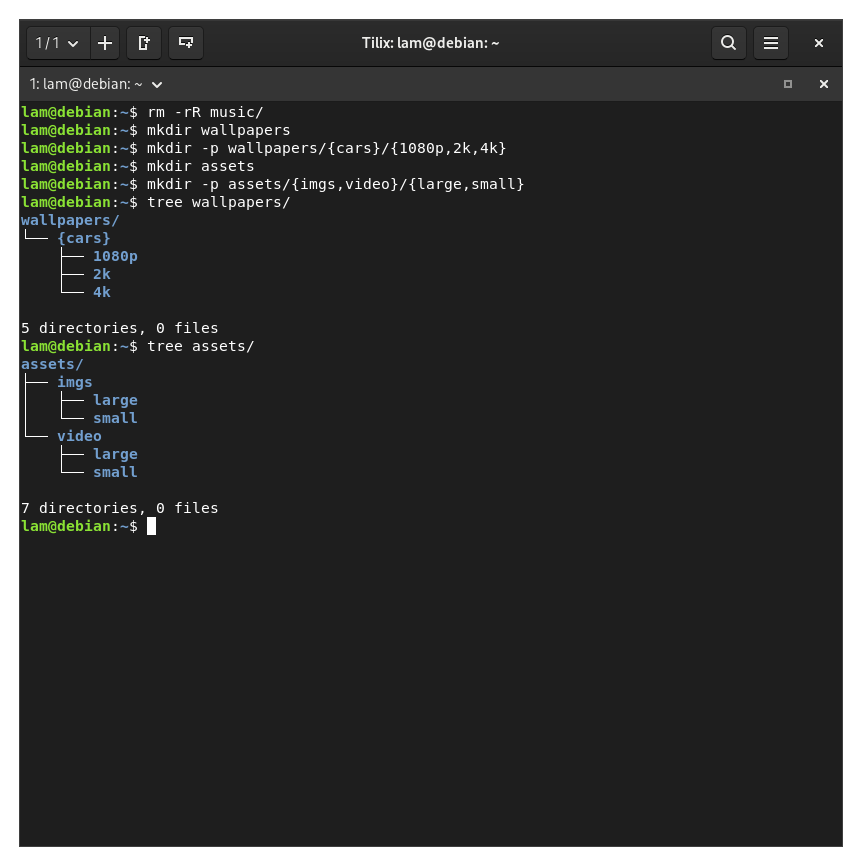 1 / 1
Tilix: lam@debian: ~
1: lam@debian: ~
lam@debian:~$ rm -rR music/
lam@debian:~$ mkdir wallpapers
lam@debian:~$ mkdir -p wallpapers/{cars}/{1080p,2k,4k}
lam@debian:~$ mkdir assets
lam@debian:~$ mkdir -p assets/{imgs,video}/{large,small}
lam@debian:~$ tree wallpapers/
wallpapers/
└── {cars}
    ├── 1080p
    ├── 2k
    └── 4k
5 directories, 0 files
lam@debian:~$ tree assets/
assets/
├── imgs
│   ├── large
│   └── small
└── video
    ├── large
    └── small
7 directories, 0 files
lam@debian:~$